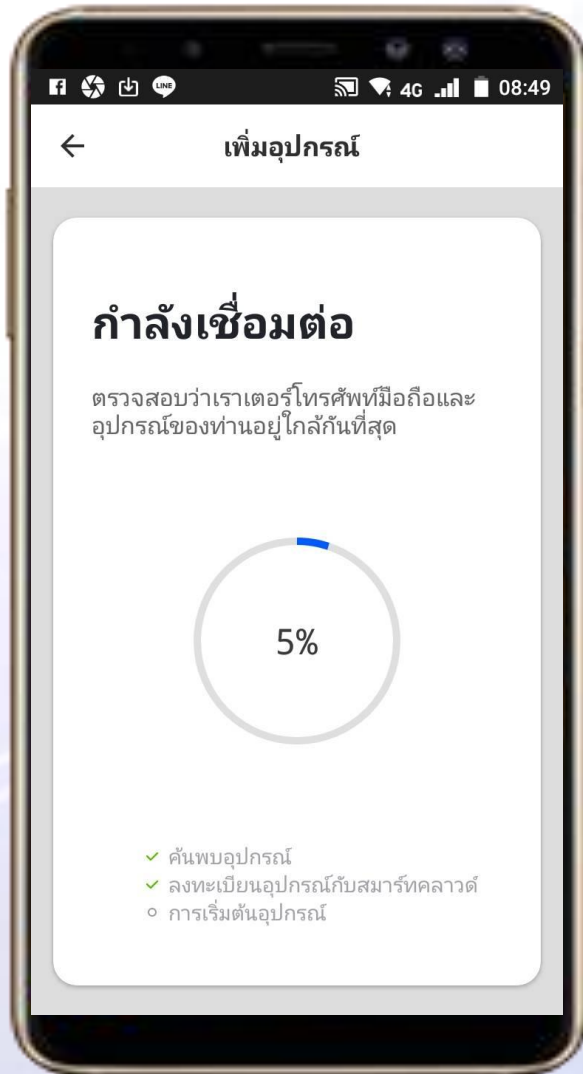 LINE
4G
08:49
เพิ่มอุปกรณ์
กำลังเชื่อมต่อ
ตรวจสอบว่าเราเตอร์โทรศัพท์มือถือและ
อุปกรณ์ของท่านอยู่ใกล้กันที่สุด
5%
ค้นพบอุปกรณ์
ลงทะเบียนอุปกรณ์กับสมาร์ทคลาวด์
การเริ่มต้นอุปกรณ์